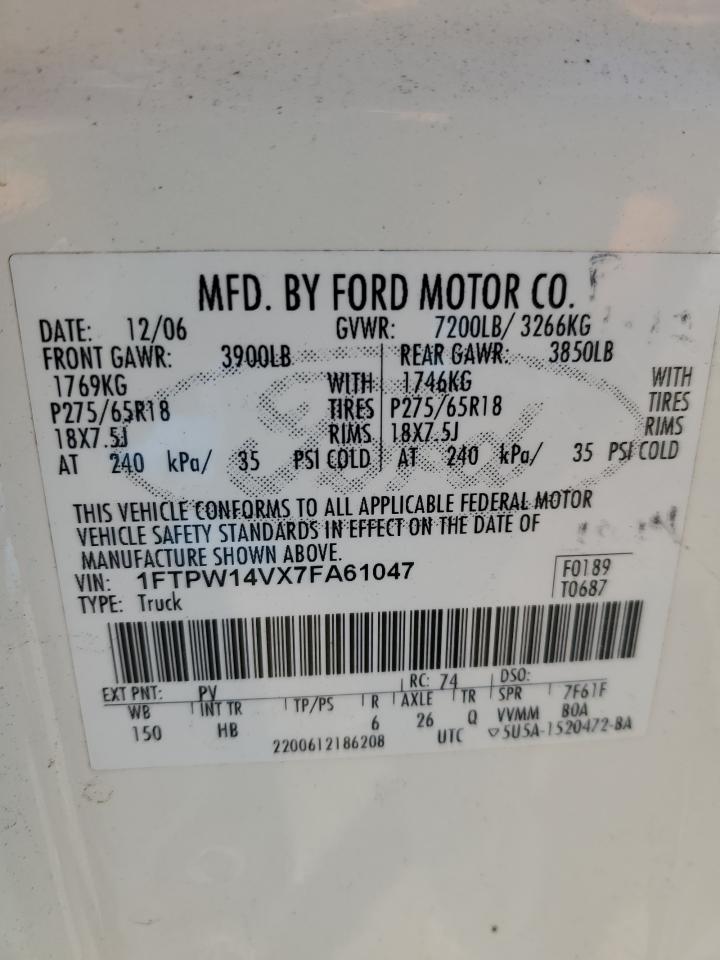 MFD. BY FORD MOTOR CO.
DATE: 12/06 GVWR: 7200LB/ 3266KG
FRONT GAWR: 3900LB REAR GAWR: 3850LB
1769KG WITH 1746KG WITH
P275/65R18 TIRES P275/65R18 TIRES
18X7.5J RIMS 18X7.5J RIMS
AT 240 kPa/ 35 PSI COLD AT 240 kPa/ 35 PSI COLD
THIS VEHICLE CONFORMS TO ALL APPLICABLE FEDERAL MOTOR
VEHICLE SAFETY STANDARDS IN EFFECT ON THE DATE OF
MANUFACTURE SHOWN ABOVE.
VIN: 1FTPW14VX7FA61047 F0189
TYPE: Truck T0687
EXT PNT: PV RC: 74 DSO:
WB INT TR TP/PS R AXLE TR SPR 7F61F
150 HB 6 26 Q VVMM 80A
2200612186208 UTC ▽5U5A-1520472-BA